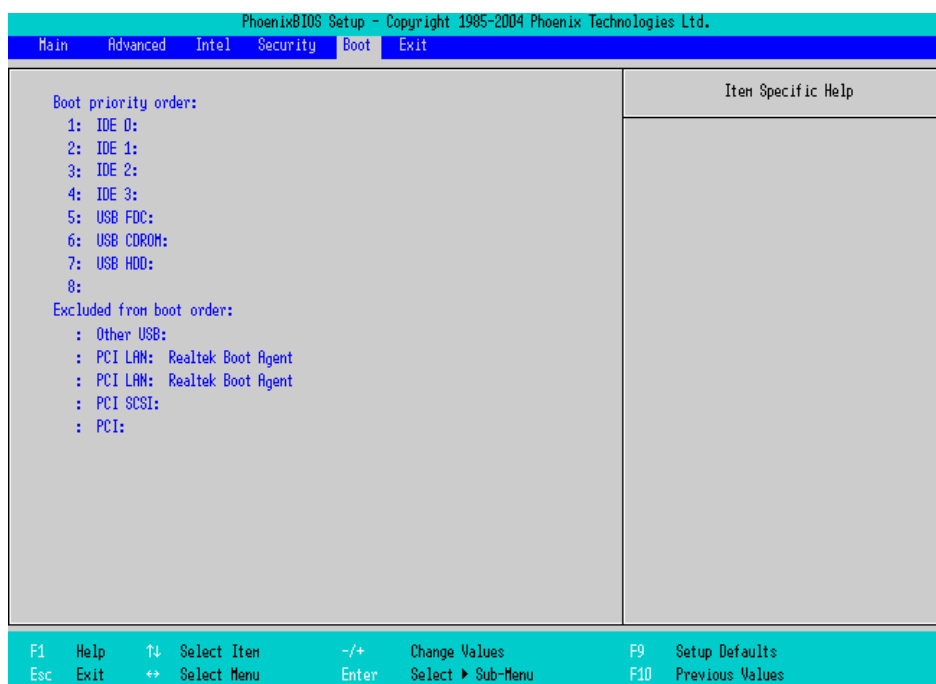 PhoenixBIOS Setup - Copyright 1985-2004 Phoenix Technologies Ltd.
Main Advanced Intel Security Boot Exit
Item Specific Help
Boot priority order:
1: IDE 0:
2: IDE 1:
3: IDE 2:
4: IDE 3:
5: USB FDC:
6: USB CDROM:
7: USB HDD:
8:
Excluded from boot order:
: Other USB:
: PCI LAN: Realtek Boot Agent
: PCI LAN: Realtek Boot Agent
: PCI SCSI:
: PCI:
F1 Help ↑↓ Select Item -/+ Change Values F9 Setup Defaults
Esc Exit ↔ Select Menu Enter Select ▶ Sub-Menu F10 Previous Values